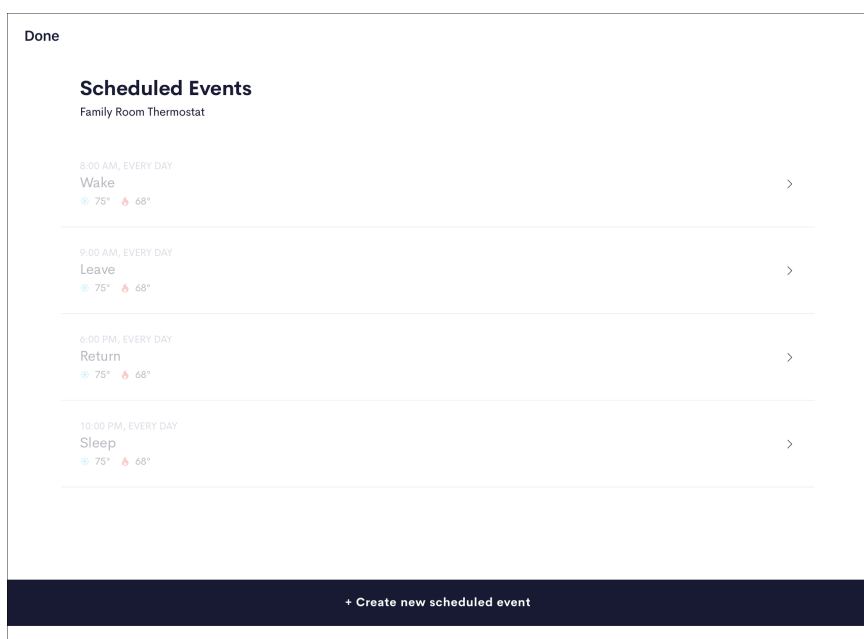 Done
Scheduled Events
Family Room Thermostat
8:00 AM, EVERY DAY
Wake
75° 68°
9:00 AM, EVERY DAY
Leave
75° 68°
6:00 PM, EVERY DAY
Return
75° 68°
10:00 PM, EVERY DAY
Sleep
75° 68°
+ Create new scheduled event